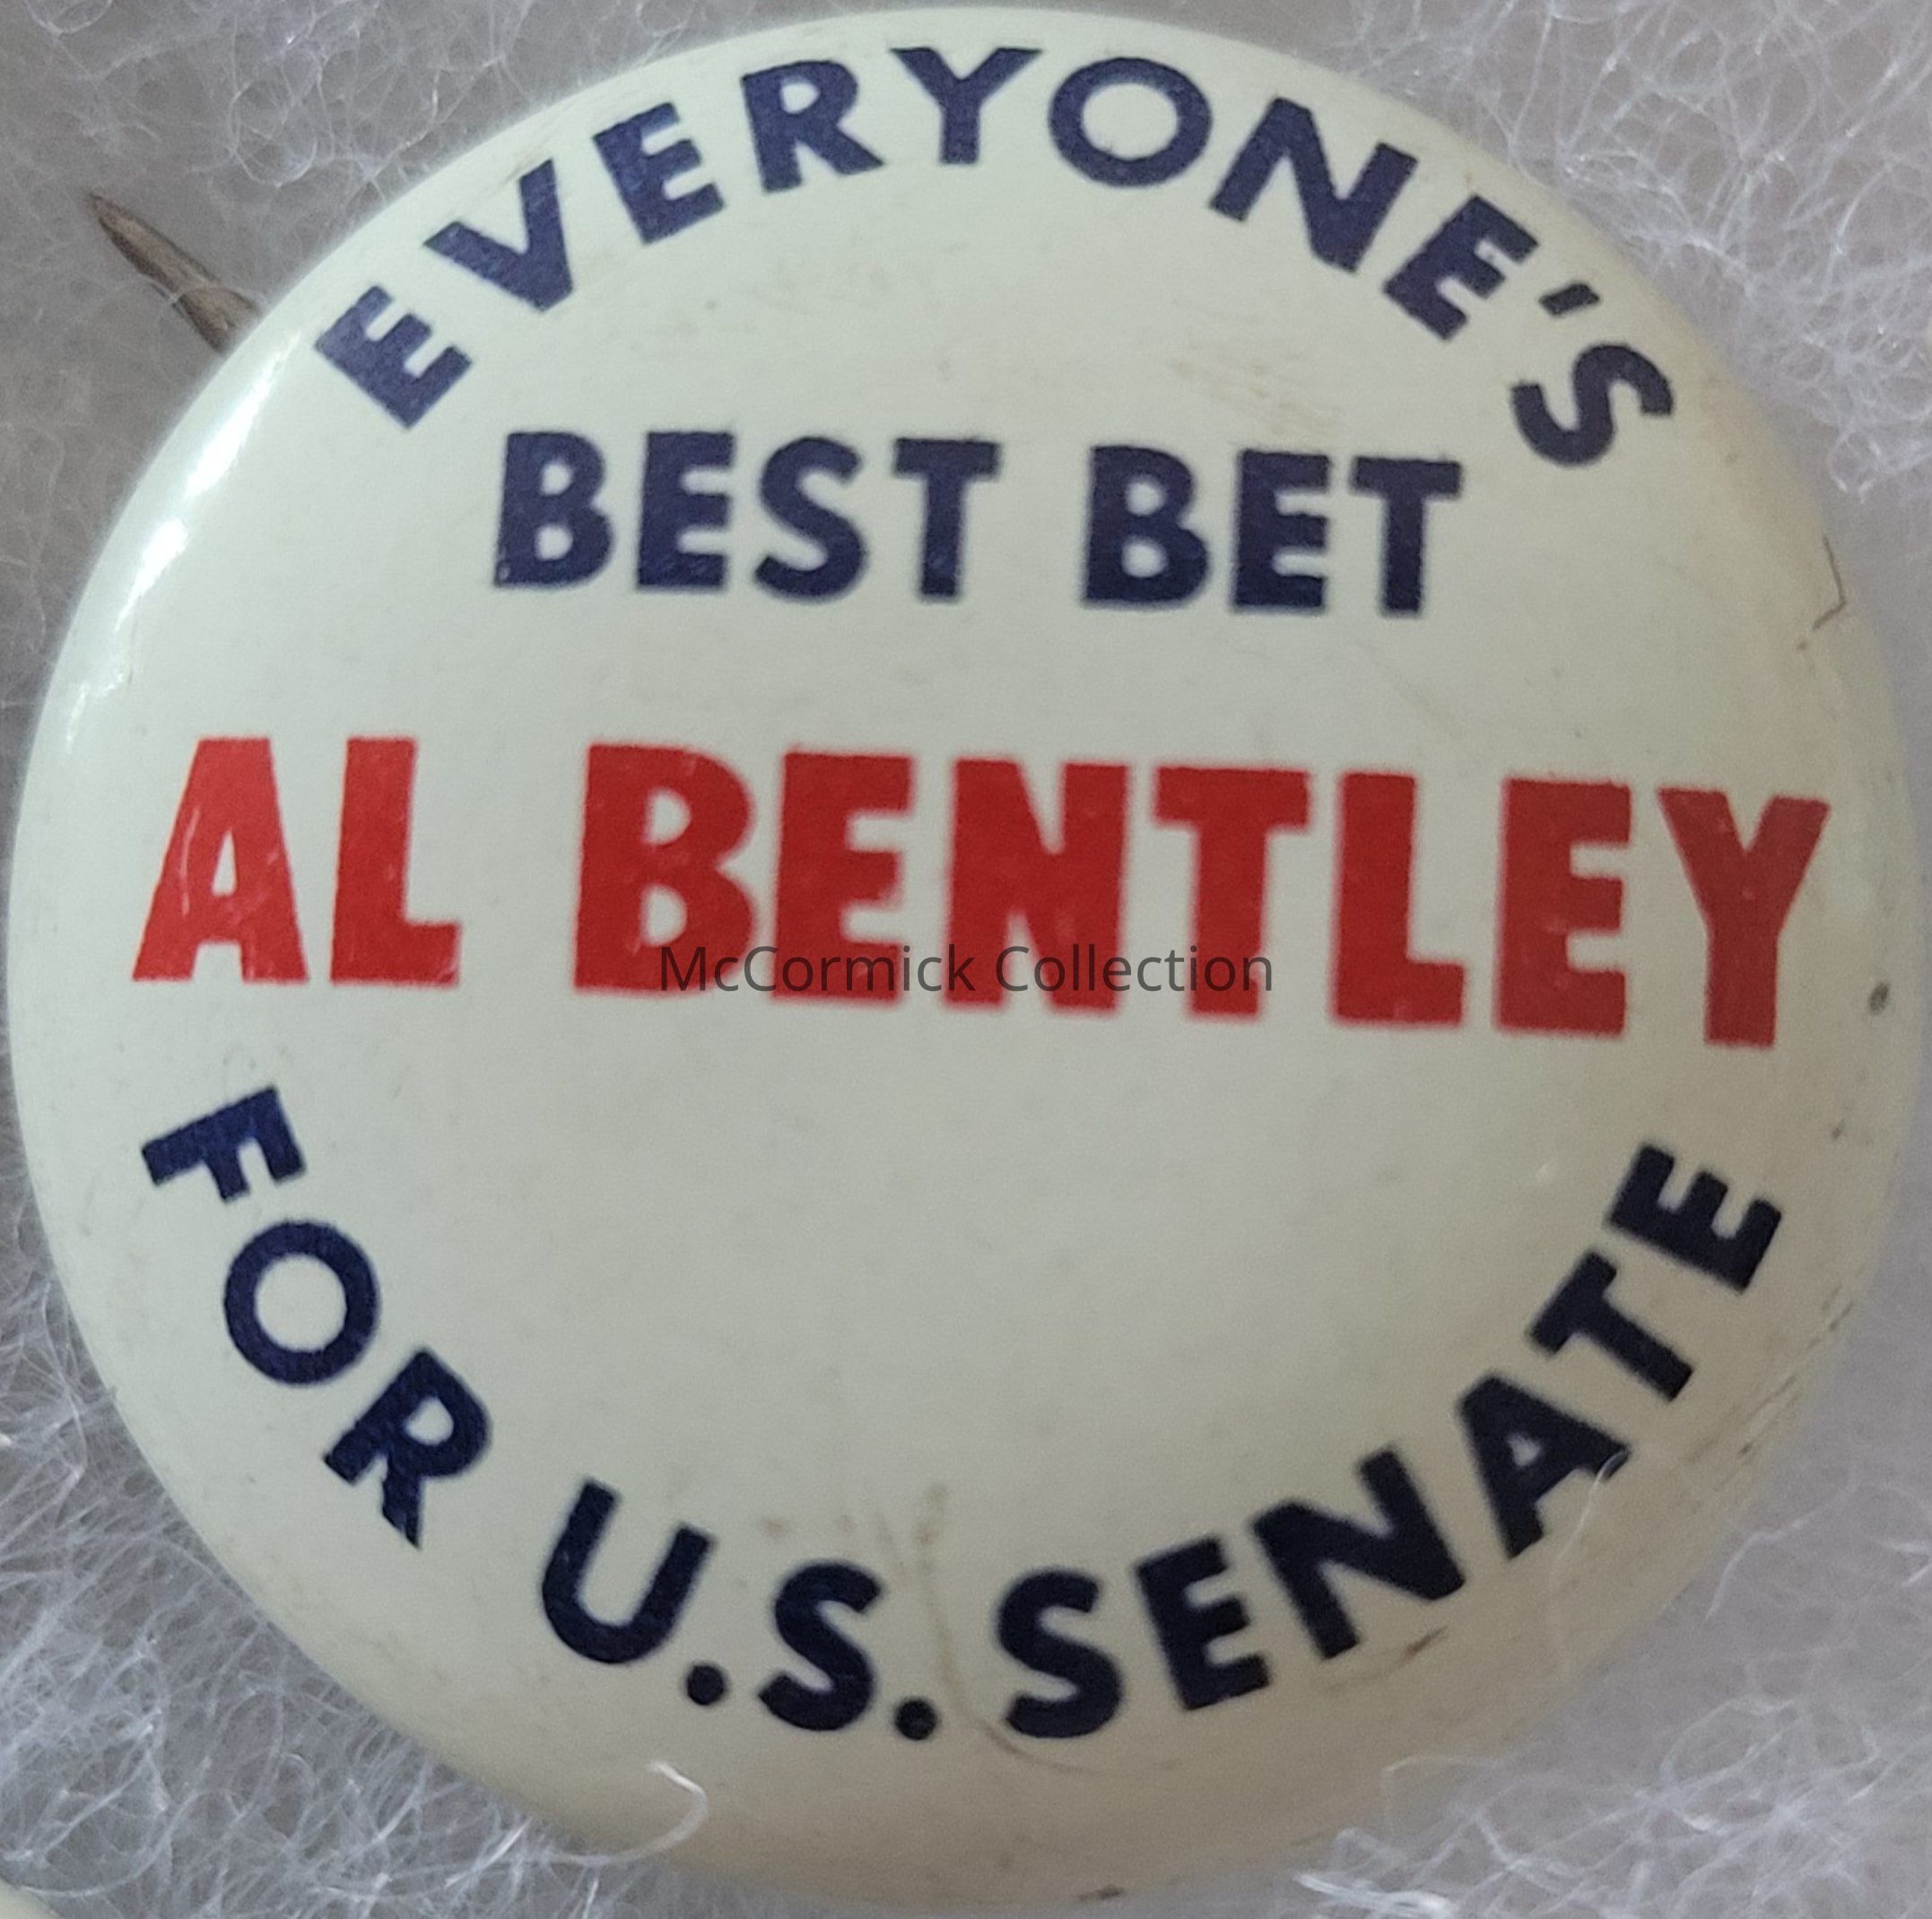 EVERYONE'S
BEST BET
AL BENTLEY
McCormick Collection
FOR U.S. SENATE